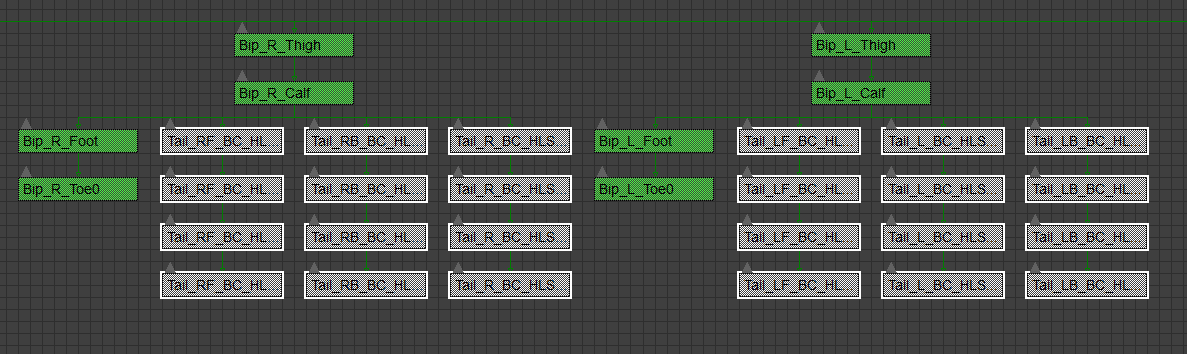 Bip_R_Thigh Bip_L_Thigh
Bip_R_Calf Bip_L_Calf
Bip_R_Foot Tail_RF_BC_HL Tail_RB_BC_HL Tail_R_BC_HLS Bip_L_Foot Tail_LF_BC_HL Tail_L_BC_HLS Tail_LB_BC_HL
Bip_R_Toe0 Tail_RF_BC_HL Tail_RB_BC_HL Tail_R_BC_HLS Bip_L_Toe0 Tail_LF_BC_HL Tail_L_BC_HLS Tail_LB_BC_HL
Tail_RF_BC_HL Tail_RB_BC_HL Tail_R_BC_HLS Tail_LF_BC_HL Tail_L_BC_HLS Tail_LB_BC_HL
Tail_RF_BC_HL Tail_RB_BC_HL Tail_R_BC_HLS Tail_LF_BC_HL Tail_L_BC_HLS Tail_LB_BC_HL